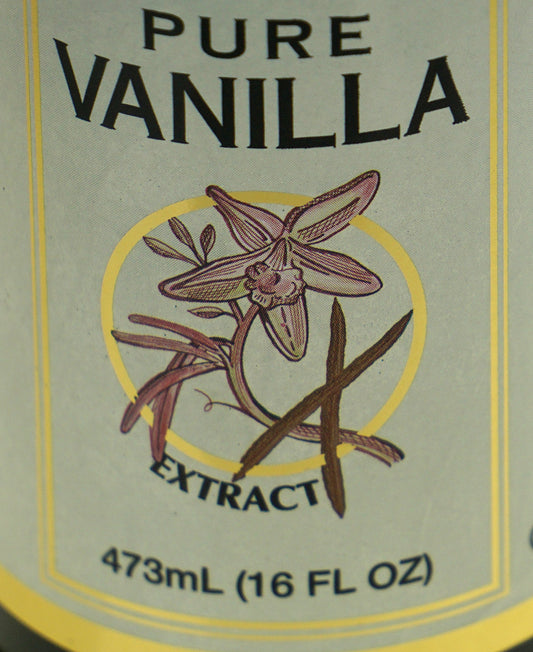 PURE
VANILLA
EXTRACT
473mL (16 FL OZ)